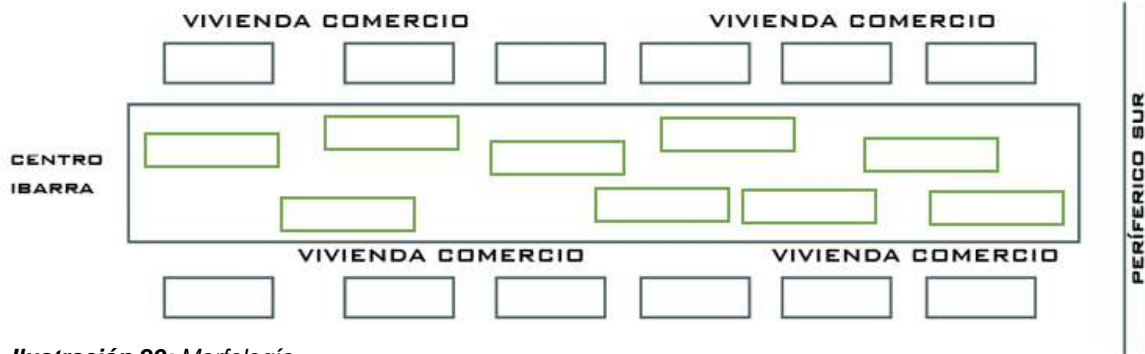 VIVIENDA COMERCIO
VIVIENDA COMERCIO
CENTRO
IBARRA
PERÍFERICO SUR
VIVIENDA COMERCIO
VIVIENDA COMERCIO
Ilustración 20: Morfología